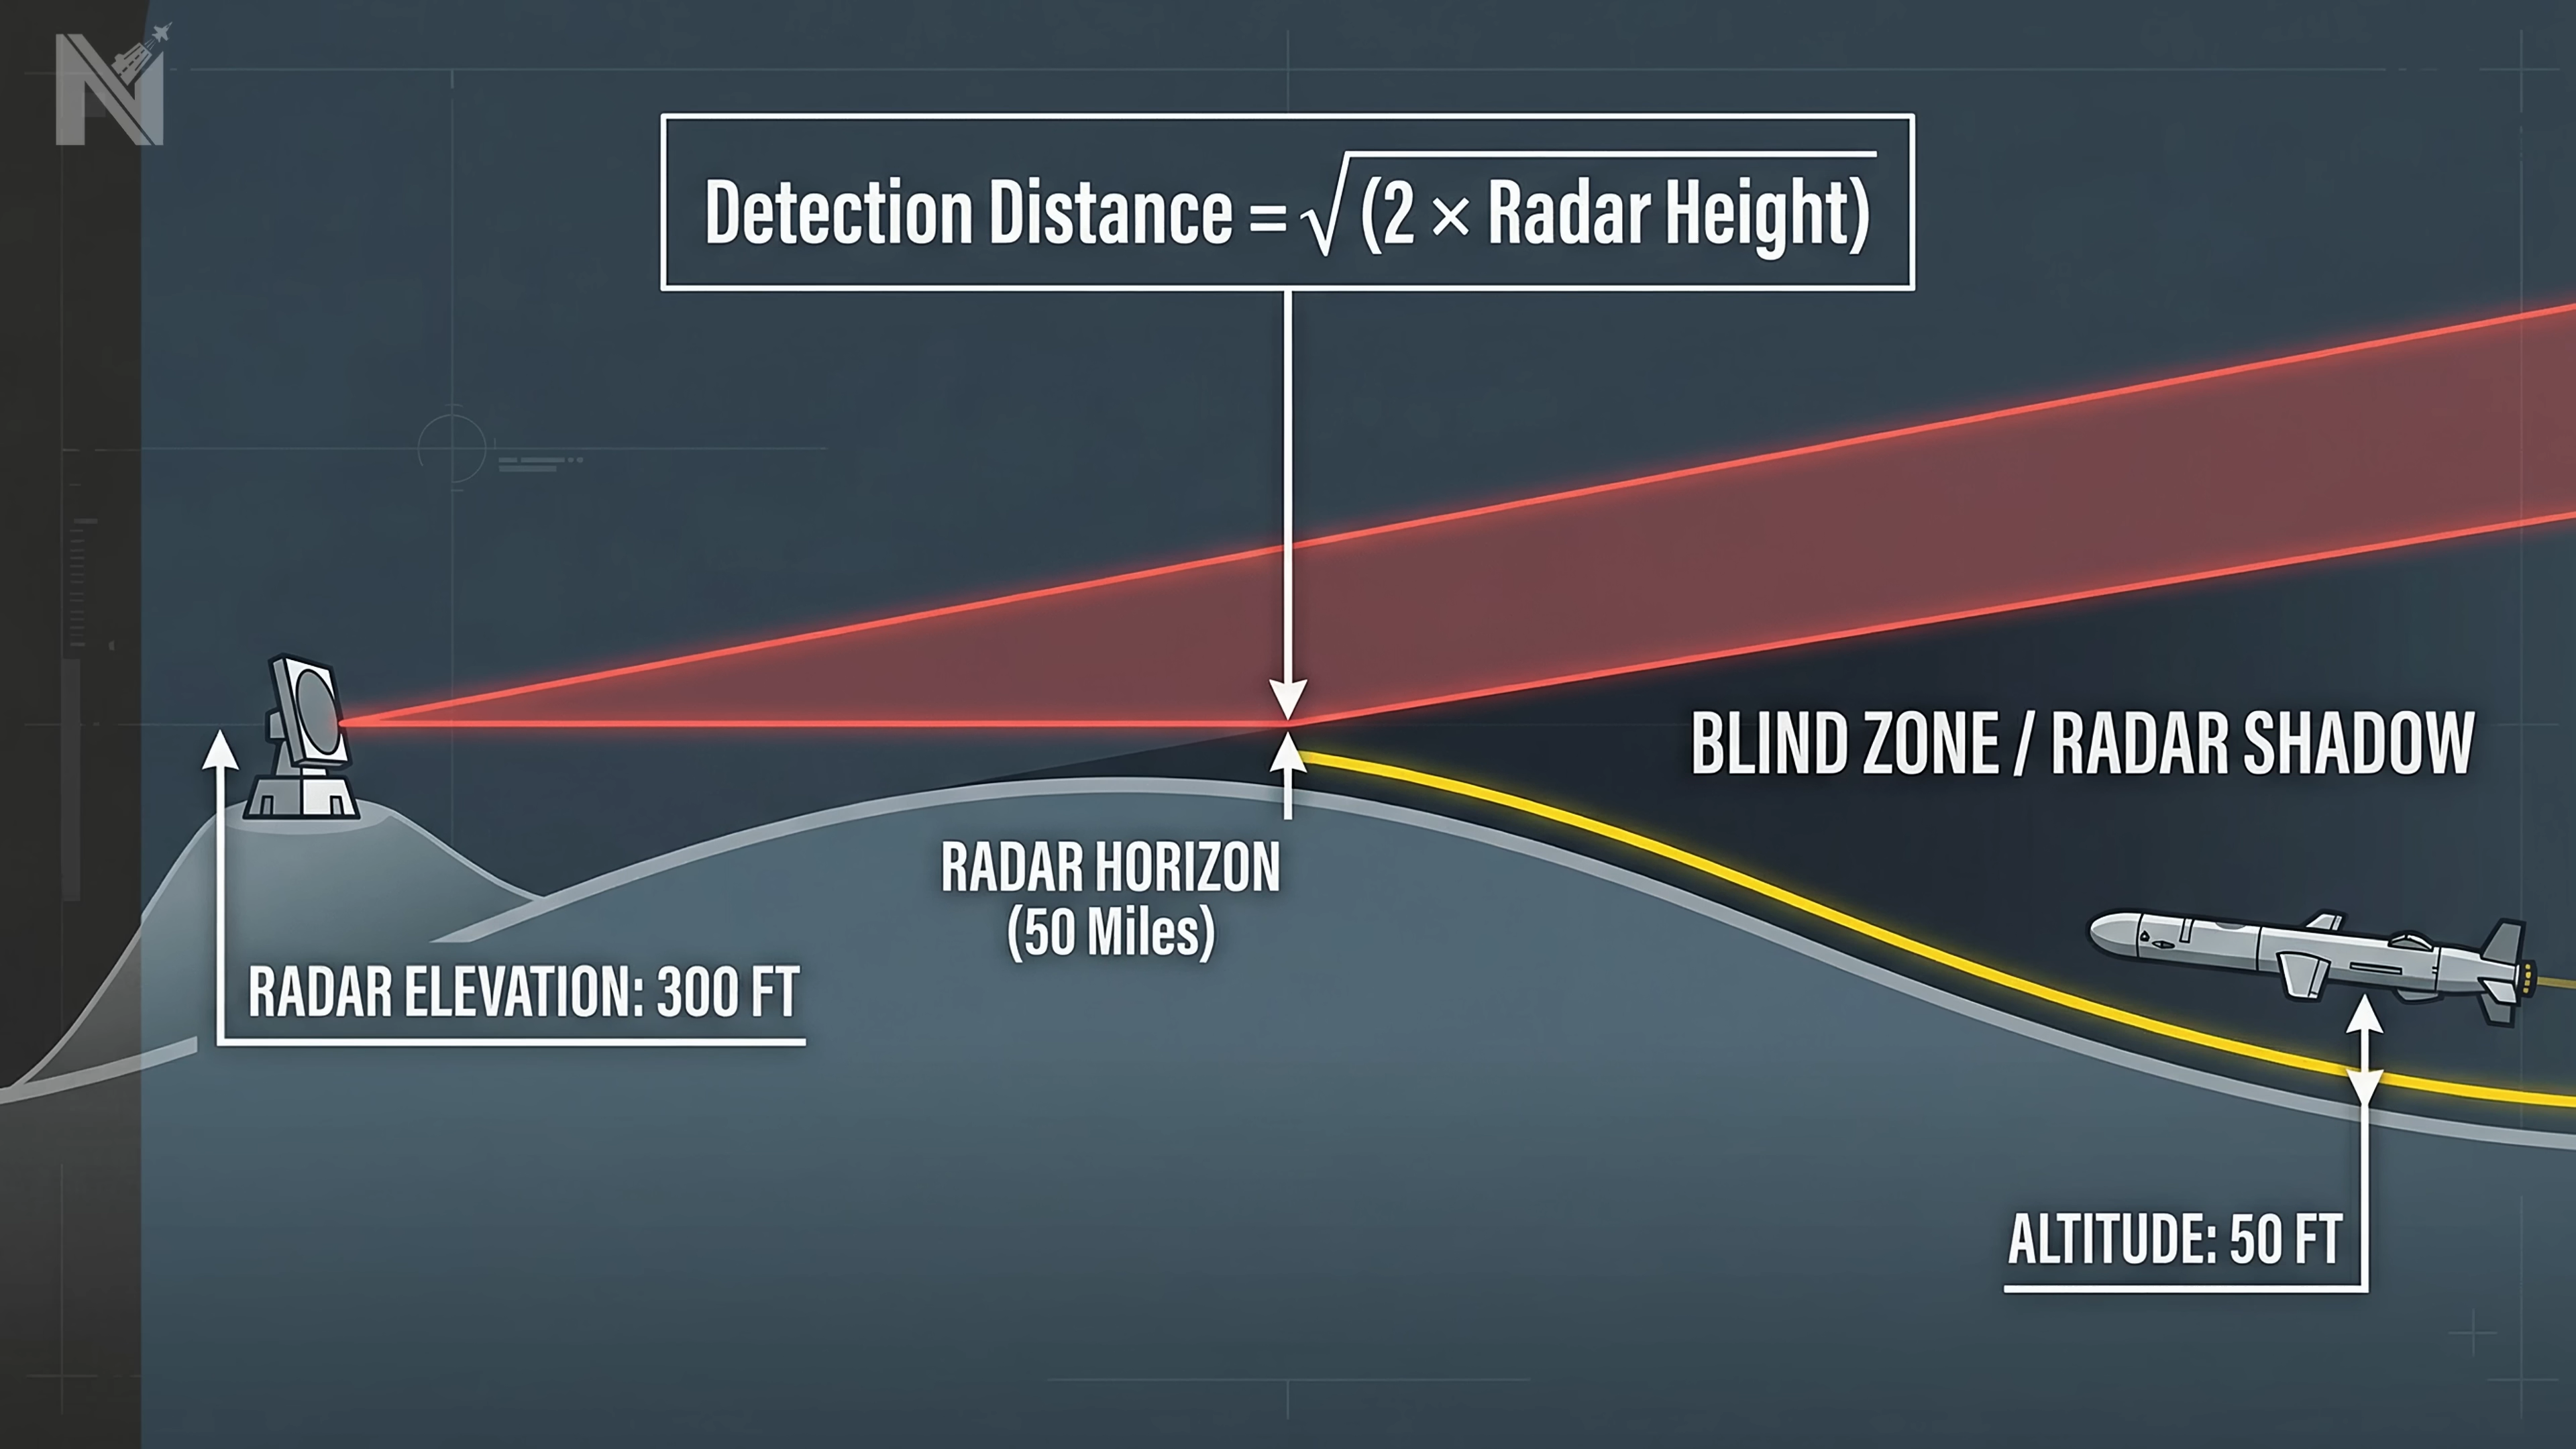 N
Detection Distance = √(2 × Radar Height)
BLIND ZONE / RADAR SHADOW
RADAR HORIZON
(50 Miles)
RADAR ELEVATION: 300 FT
ALTITUDE: 50 FT